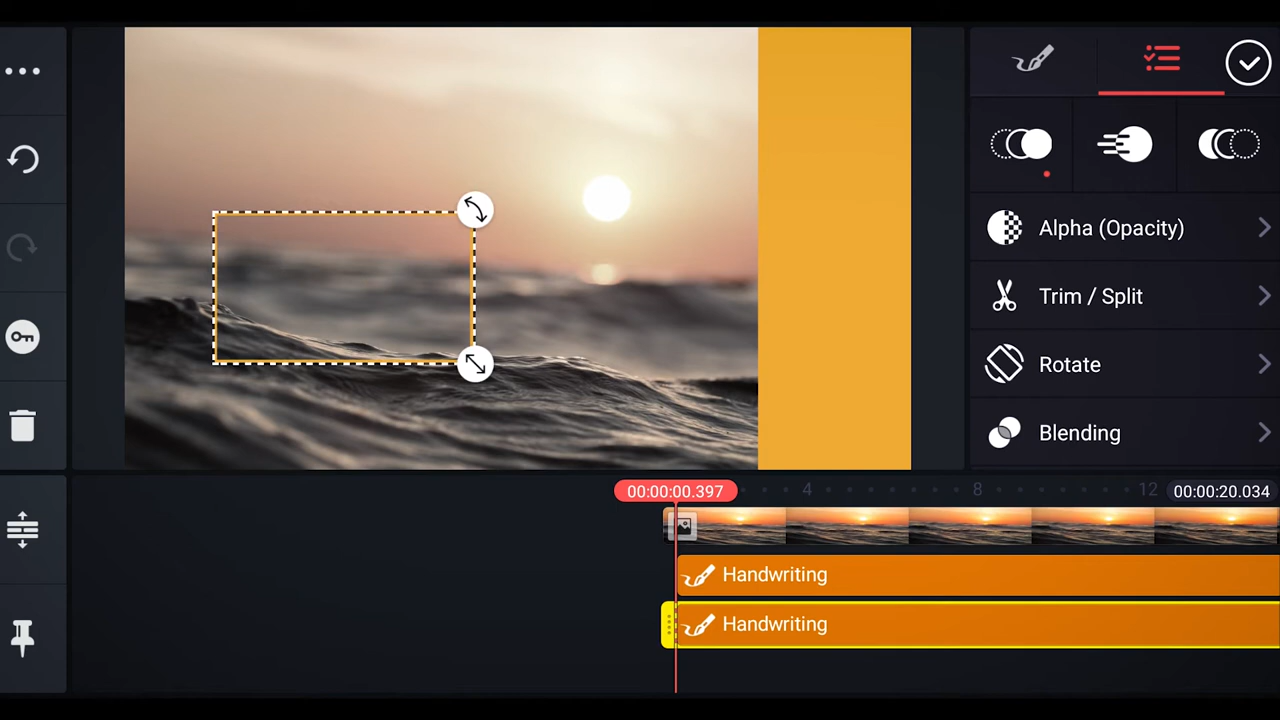 Alpha (Opacity)
Trim / Split
Rotate
Blending
00:00:00.397
4
8
12
00:00:20.034
Handwriting
Handwriting